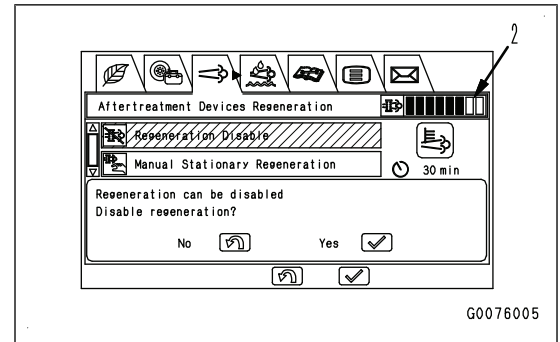 2
Aftertreatment Devices Regeneration
Regeneration Disable
Manual Stationary Regeneration
30 min
Regeneration can be disabled
Disable regeneration?
No Yes
G0076005